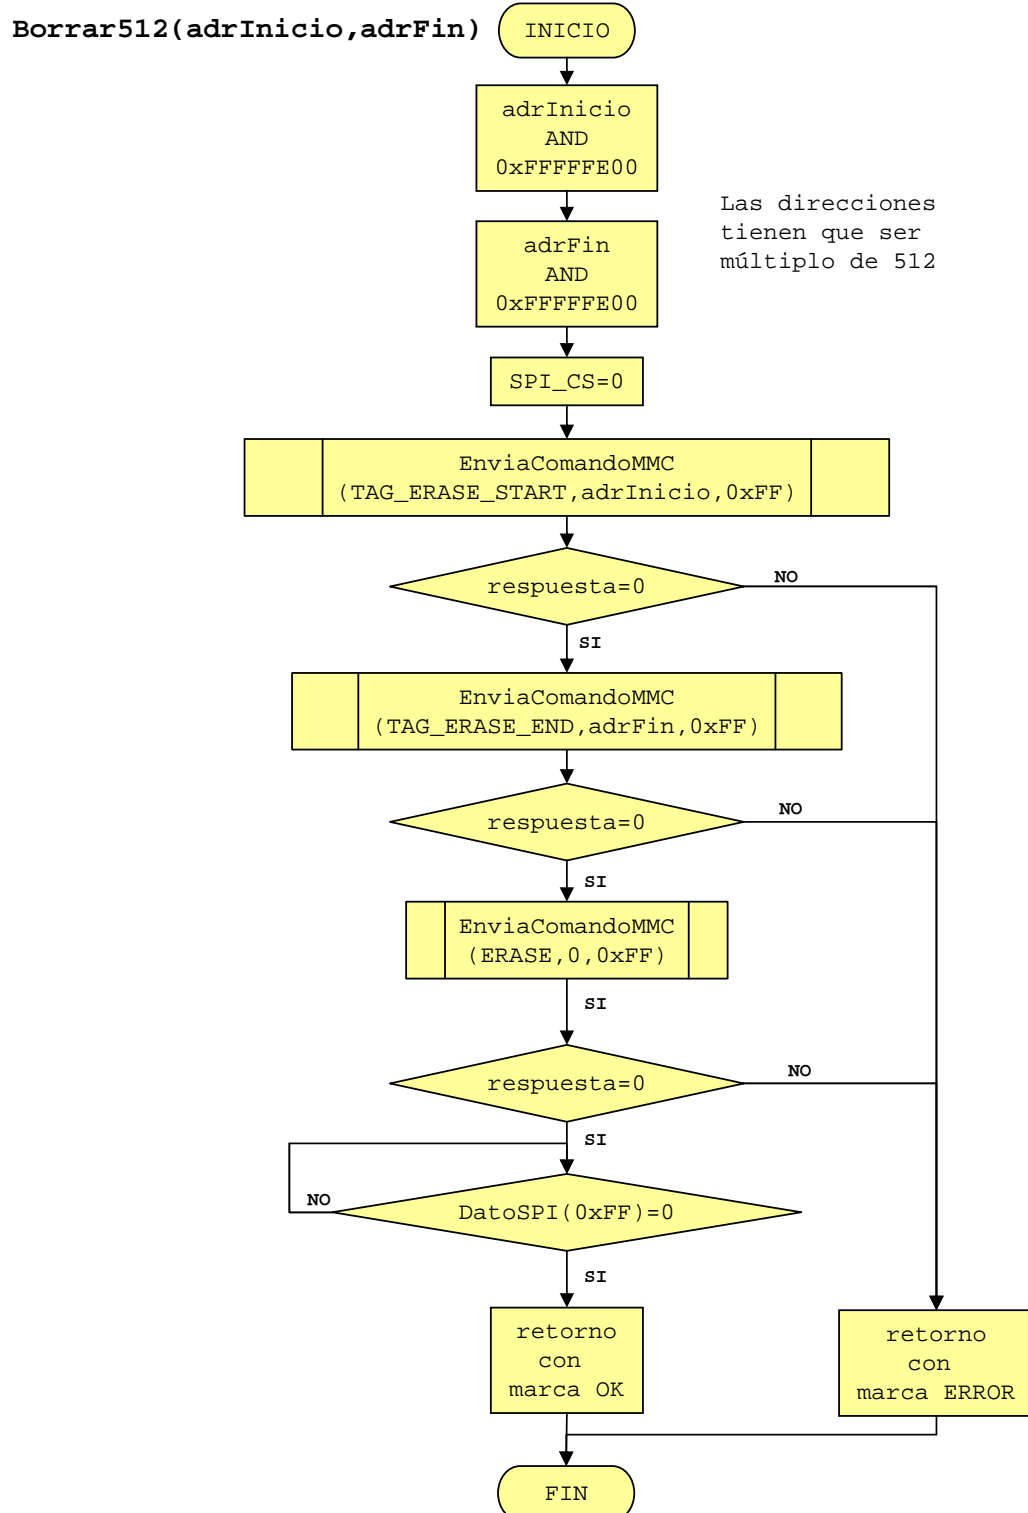 Borrar512(adrInicio,adrFin)
INICIO
adrInicio
AND
0xFFFFFE00
Las direcciones
tienen que ser
múltiplo de 512
adrFin
AND
0xFFFFFE00
SPI_CS=0
EnviaComandoMMC
(TAG_ERASE_START,adrInicio,0xFF)
respuesta=0
NO
SI
EnviaComandoMMC
(TAG_ERASE_END,adrFin,0xFF)
respuesta=0
NO
SI
EnviaComandoMMC
(ERASE,0,0xFF)
SI
respuesta=0
NO
SI
NO
DatoSPI(0xFF)=0
SI
retorno
con
marca OK
retorno
con
marca ERROR
FIN